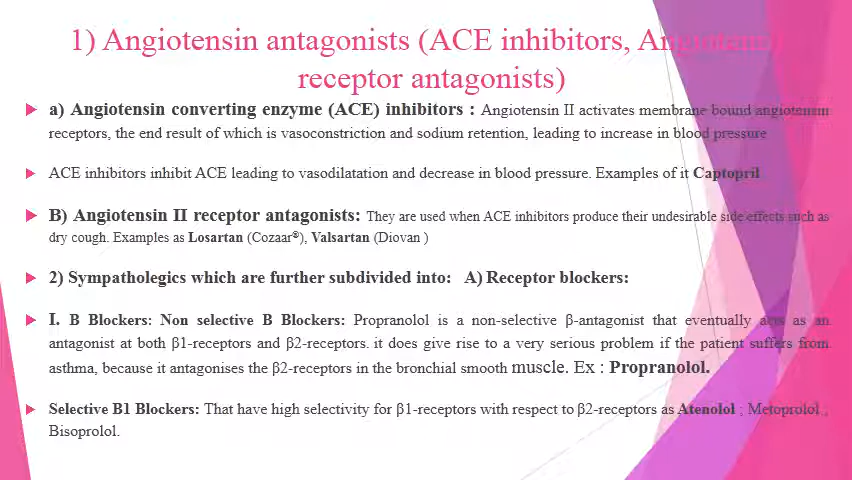 1) Angiotensin antagonists (ACE inhibitors, Angiotensin
receptor antagonists)
a) Angiotensin converting enzyme (ACE) inhibitors : Angiotensin II activates membrane bound angiotensin
receptors, the end result of which is vasoconstriction and sodium retention, leading to increase in blood pressure
ACE inhibitors inhibit ACE leading to vasodilatation and decrease in blood pressure. Examples of it Captopril
B) Angiotensin II receptor antagonists: They are used when ACE inhibitors produce their undesirable side effects such as
dry cough. Examples as Losartan (Cozaar®), Valsartan (Diovan )
2) Sympathologics which are further subdivided into: A) Receptor blockers:
I. B Blockers: Non selective B Blockers: Propranolol is a non-selective β-antagonist that eventually acts as an
antagonist at both β1-receptors and β2-receptors. it does give rise to a very serious problem if the patient suffers from
asthma, because it antagonises the β2-receptors in the bronchial smooth muscle. Ex : Propranolol.
Selective B1 Blockers: That have high selectivity for β1-receptors with respect to β2-receptors as Atenolol ; Metoprolol ;
Bisoprolol.